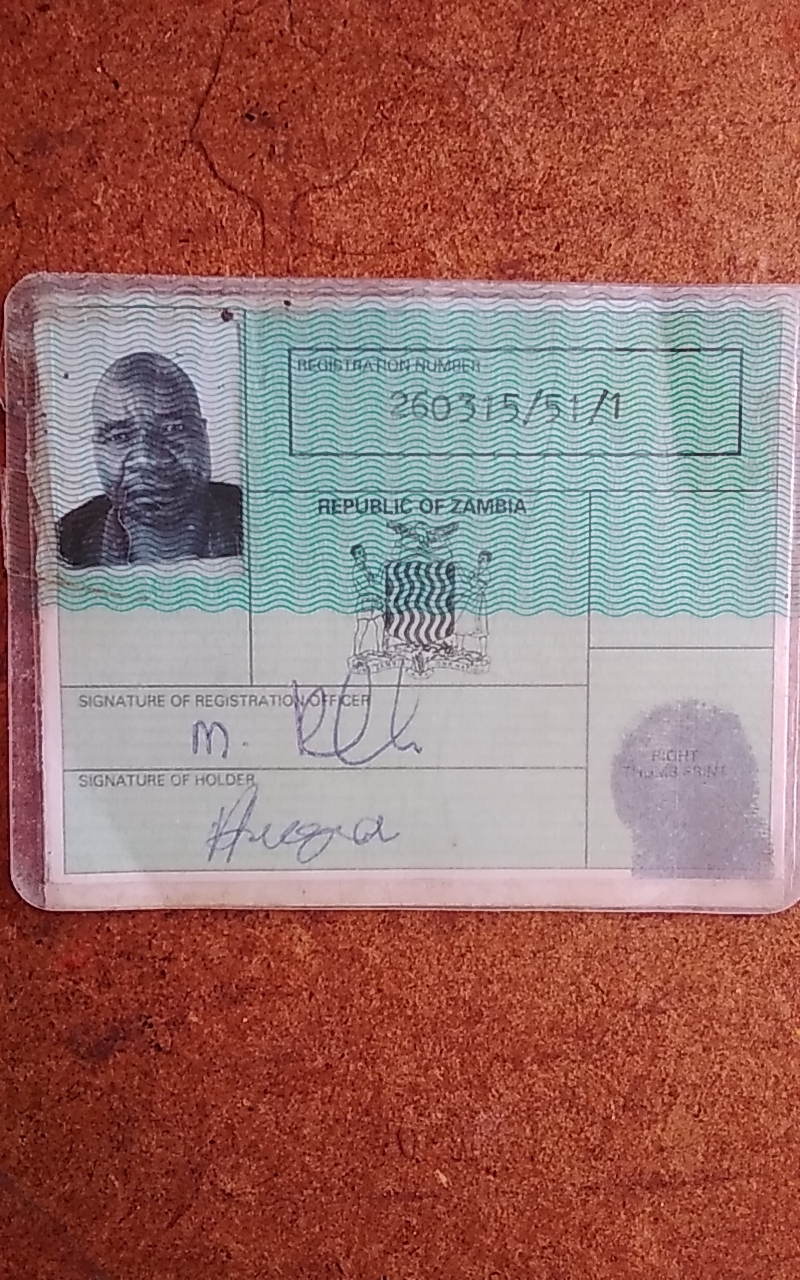 REGISTRATION NUMBER
260315/51/1
REPUBLIC OF ZAMBIA
SIGNATURE OF REGISTRATION OFFICER
M.
SIGNATURE OF HOLDER
RIGHT
THUMB PRINT